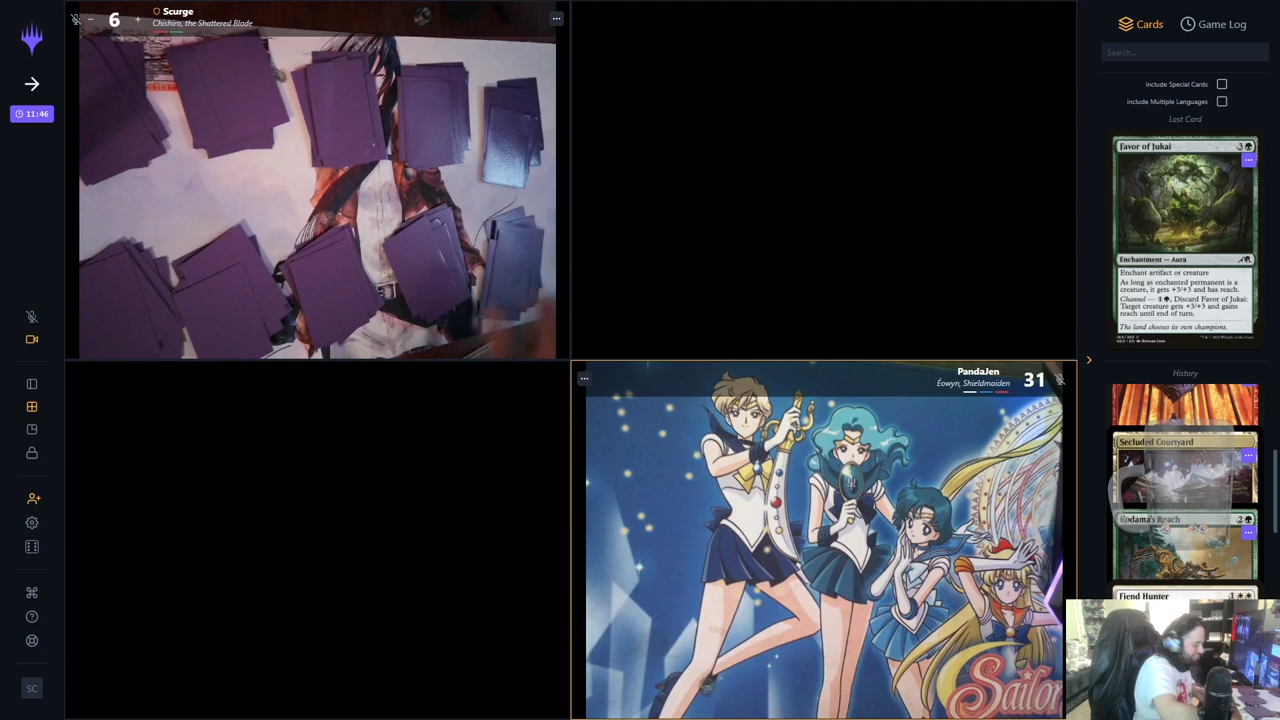 Cards
Game Log
Search...
Include Special Cards
Include Multiple Languages
Last Card
11:46
− 6 +
Scurge
Chishiro, the Shattered Blade
PandaJen
Éowyn, Shieldmaiden
31
Favor of Jukai
3
Enchantment — Aura
Enchant artifact or creature
As long as enchanted permanent is a
creature, it gets +3/+3 and has reach.
Channel — 1, Discard Favor of Jukai:
Target creature gets +3/+3 and gains
reach until end of turn.
The land chooses its own champions.
History
Secluded Courtyard
Kodama's Reach
2
Fiend Hunter
1
Sailor
SC